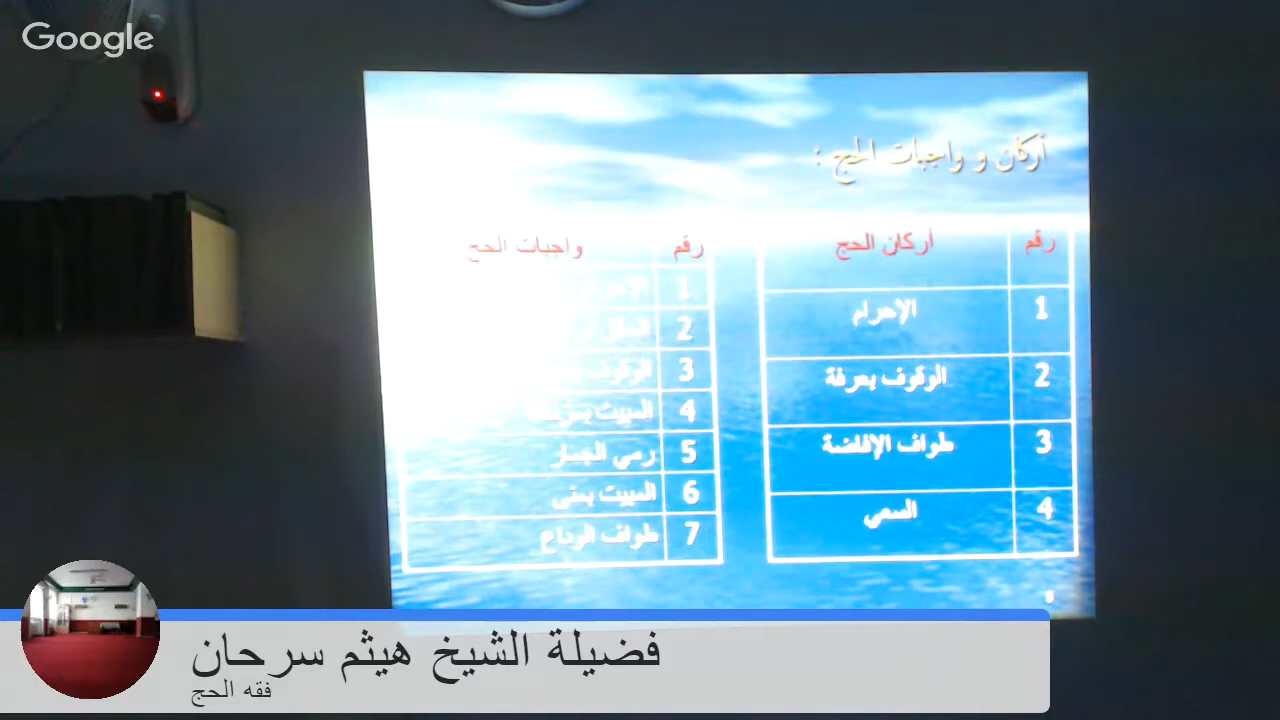 Google
أركان و واجبات الحج :
رقم أركان الحج
1 الإحرام
2 الوقوف بعرفة
3 طواف الإفاضة
4 السعي
رقم واجبات الحج
1
2
3 الوقوف
4 المبيت
5 رمي الجمار
6 المبيت بمنى
7 طواف الوداع
فضيلة الشيخ هيثم سرحان
فقه الحج